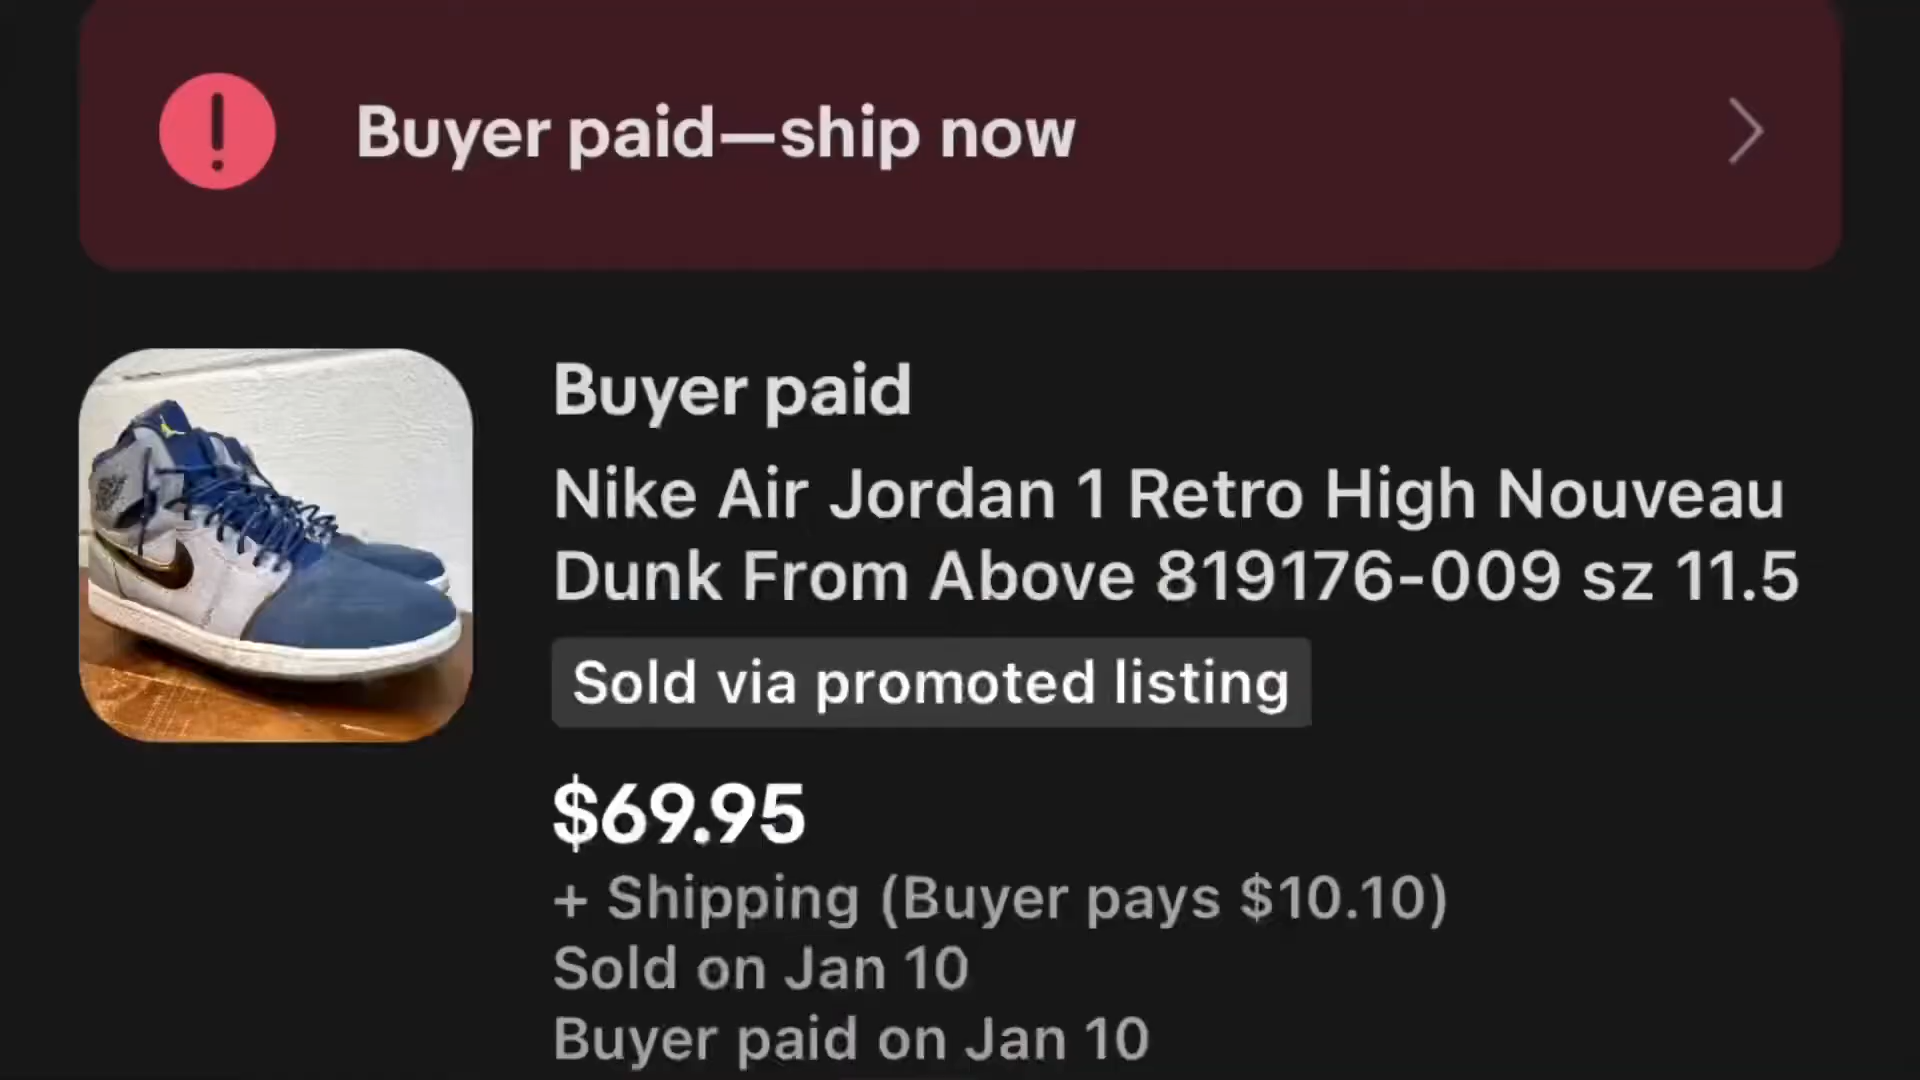 Buyer paid—ship now
Buyer paid
Nike Air Jordan 1 Retro High Nouveau
Dunk From Above 819176-009 sz 11.5
Sold via promoted listing
$69.95
+ Shipping (Buyer pays $10.10)
Sold on Jan 10
Buyer paid on Jan 10